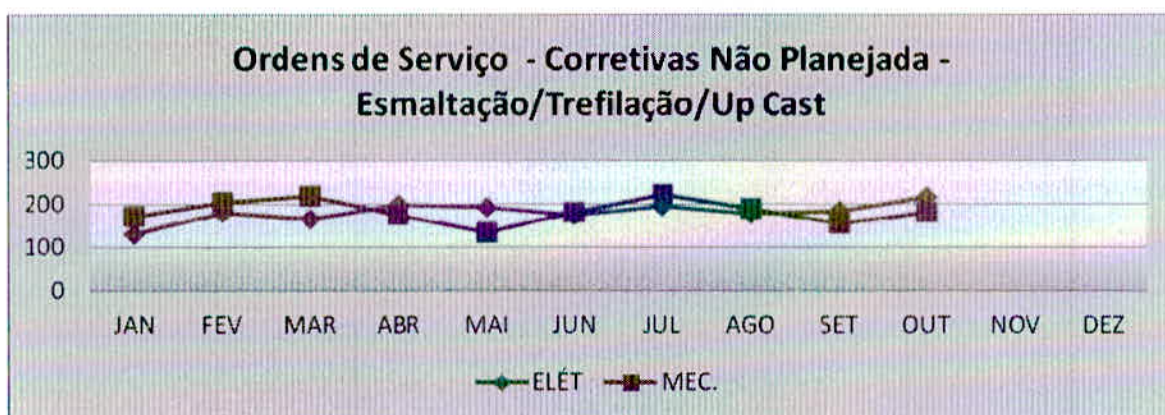 Ordens de Serviço - Corretivas Não Planejada -
Esmaltação/Trefilação/Up Cast
300
200
100
0
JAN FEV MAR ABR MAI JUN JUL AGO SET OUT NOV DEZ
ELÉT MEC.